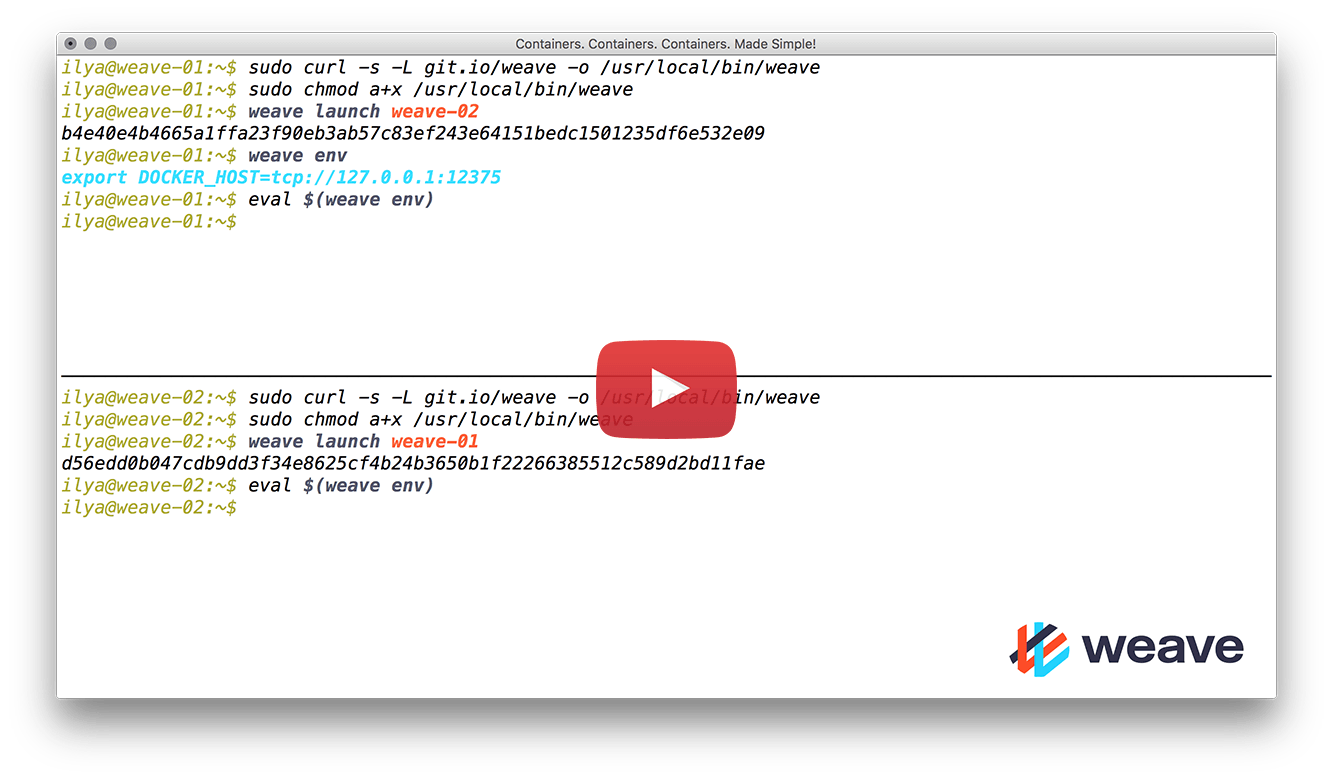 Containers. Containers. Containers. Made Simple!
ilya@weave-01:~$ sudo curl -s -L git.io/weave -o /usr/local/bin/weave
ilya@weave-01:~$ sudo chmod a+x /usr/local/bin/weave
ilya@weave-01:~$ weave launch weave-02
b4e40e4b4665a1ffa23f90eb3ab57c83ef243e64151bedc1501235df6e532e09
ilya@weave-01:~$ weave env
export DOCKER_HOST=tcp://127.0.0.1:12375
ilya@weave-01:~$ eval $(weave env)
ilya@weave-01:~$
ilya@weave-02:~$ sudo curl -s -L git.io/weave -o /usr/local/bin/weave
ilya@weave-02:~$ sudo chmod a+x /usr/local/bin/weave
ilya@weave-02:~$ weave launch weave-01
d56edd0b047cdb9dd3f34e8625cf4b24b3650b1f22266385512c589d2bd11fae
ilya@weave-02:~$ eval $(weave env)
ilya@weave-02:~$
weave